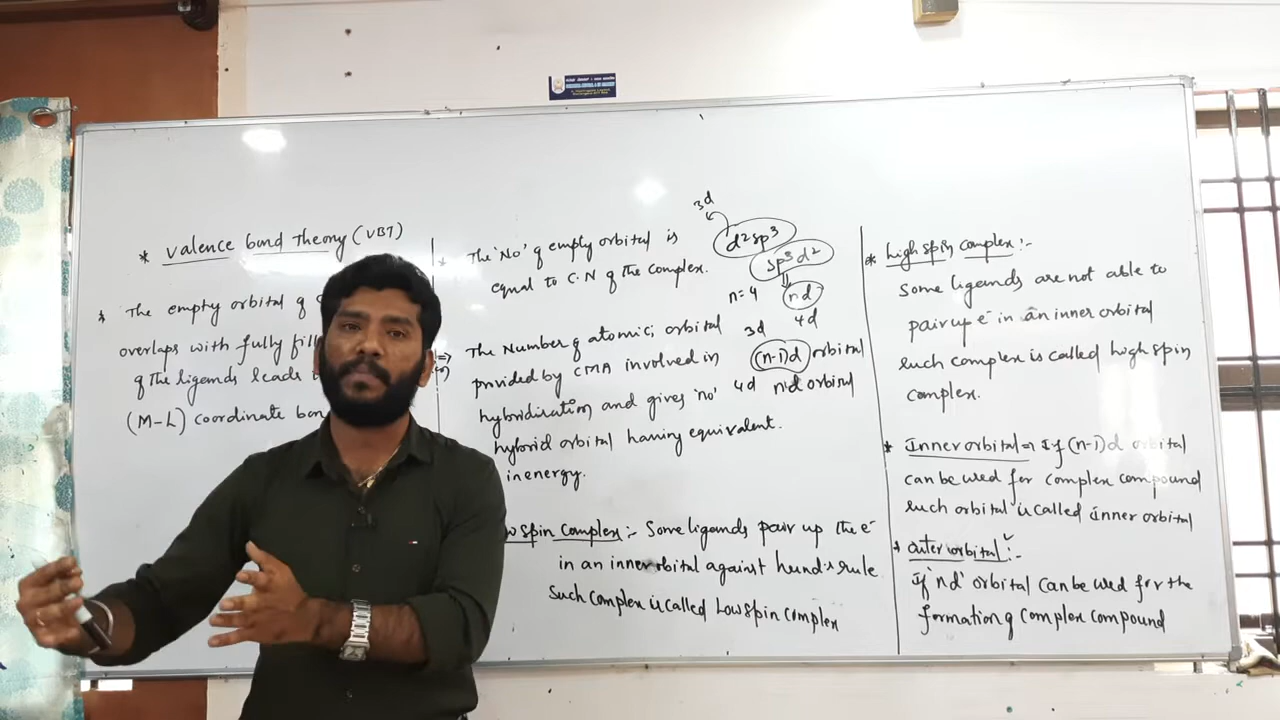 * Valence bond Theory (VBT)
* The empty orbital of
overlaps with fully fil
of the ligands leads
(M-L) coordinate bon
* The 'No' of empty orbital is
equal to C.N of the complex.
3d
d²sp³
sp³d²
n=4
nd
4d
=> The Number of atomic; orbital
provided by CMA involved in
hybridisation and gives 'no'
hybrid orbital having equivalent.
in energy.
3d
(n-1)d orbital
4d nd orbital
w spin complex:- Some ligands pair up the e⁻
in an inner orbital against hund's rule
Such complex is called Low spin complex
* high spin complex:-
Some ligands are not able to
pair up e⁻ in an inner orbital
such complex is called high spin
complex.
* Inner orbital = If (n-1)d orbital
can be used for complex compound
such orbital is called inner orbital
* outer orbital:-
If 'nd' orbital can be used for the
formation of complex compound